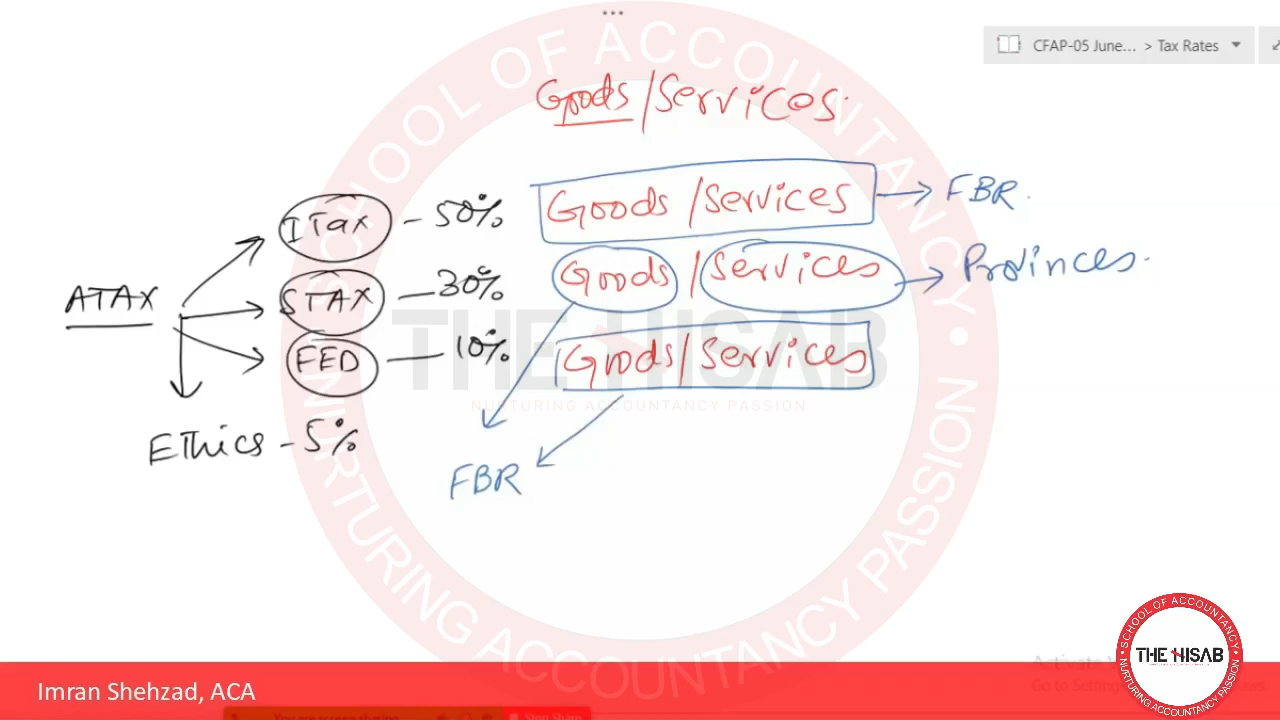 ...
CFAP-05 June... > Tax Rates
Goods/Services.
ITax - 50% Goods/Services → FBR.
ATAX STAX - 30% Goods/Services → Provinces.
FED - 10% Goods/Services
Ethics - 5%
FBR
SCHOOL OF ACCOUNTANCY
THE HISAB
NURTURING ACCOUNTANCY PASSION
NURTURING ACCOUNTANCY PASSION
SCHOOL OF ACCOUNTANCY
THE HISAB
NURTURING ACCOUNTANCY PASSION
Imran Shehzad, ACA
Stop Share